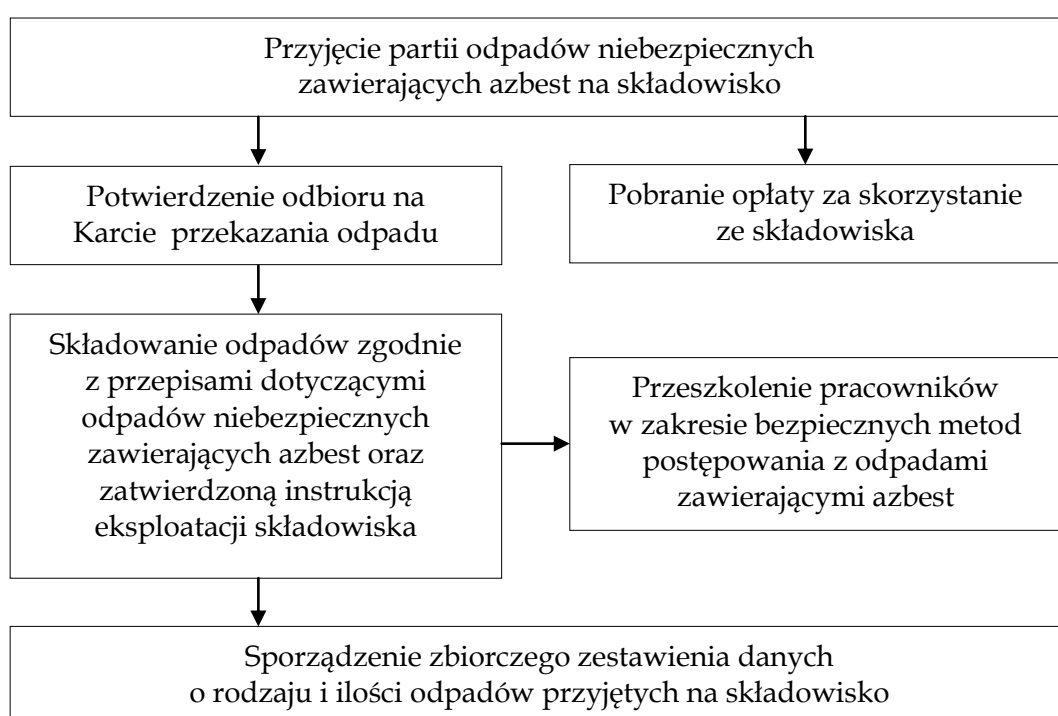 Przyjęcie partii odpadów niebezpiecznych
zawierających azbest na składowisko
Potwierdzenie odbioru na
Karcie przekazania odpadu
Pobranie opłaty za skorzystanie
ze składowiska
Składowanie odpadów zgodnie
z przepisami dotyczącymi
odpadów niebezpiecznych
zawierających azbest oraz
zatwierdzoną instrukcją
eksploatacji składowiska
Przeszkolenie pracowników
w zakresie bezpiecznych metod
postępowania z odpadami
zawierającymi azbest
Sporządzenie zbiorczego zestawienia danych
o rodzaju i ilości odpadów przyjętych na składowisko